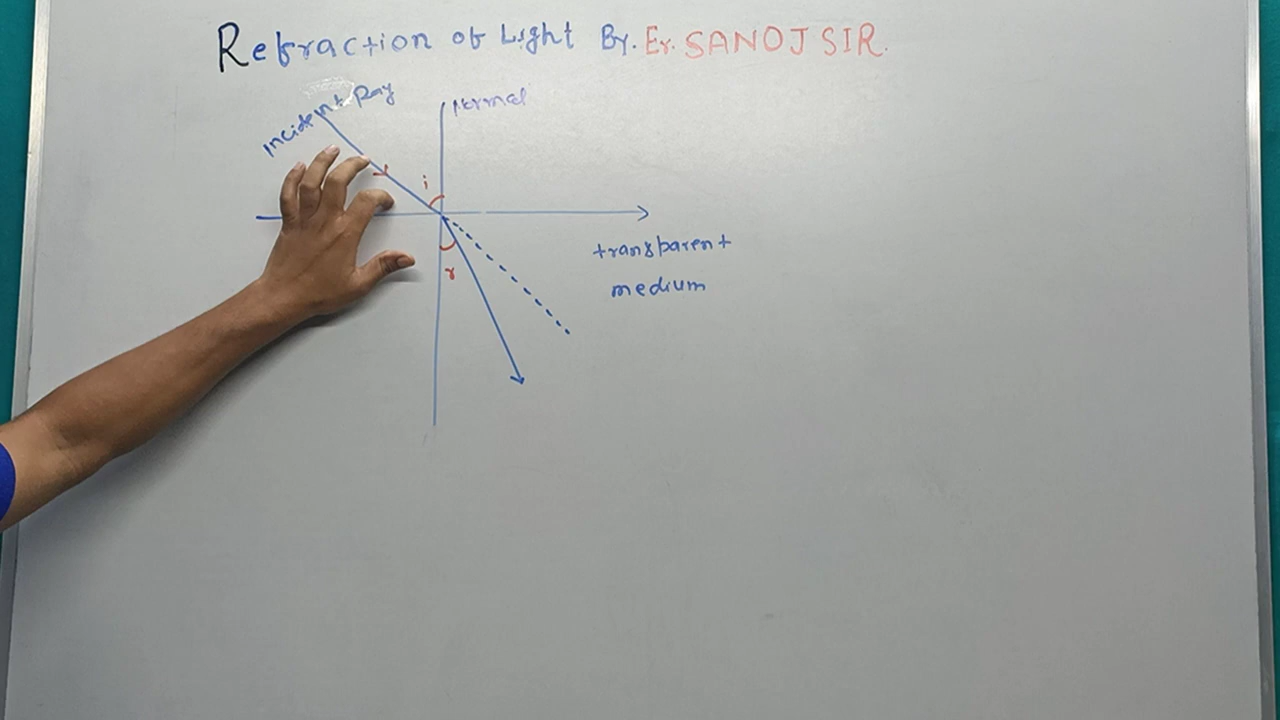 Refraction of Light By. Er. SANOJ SIR.
Incident Ray
Normal
i
r
transparent
medium